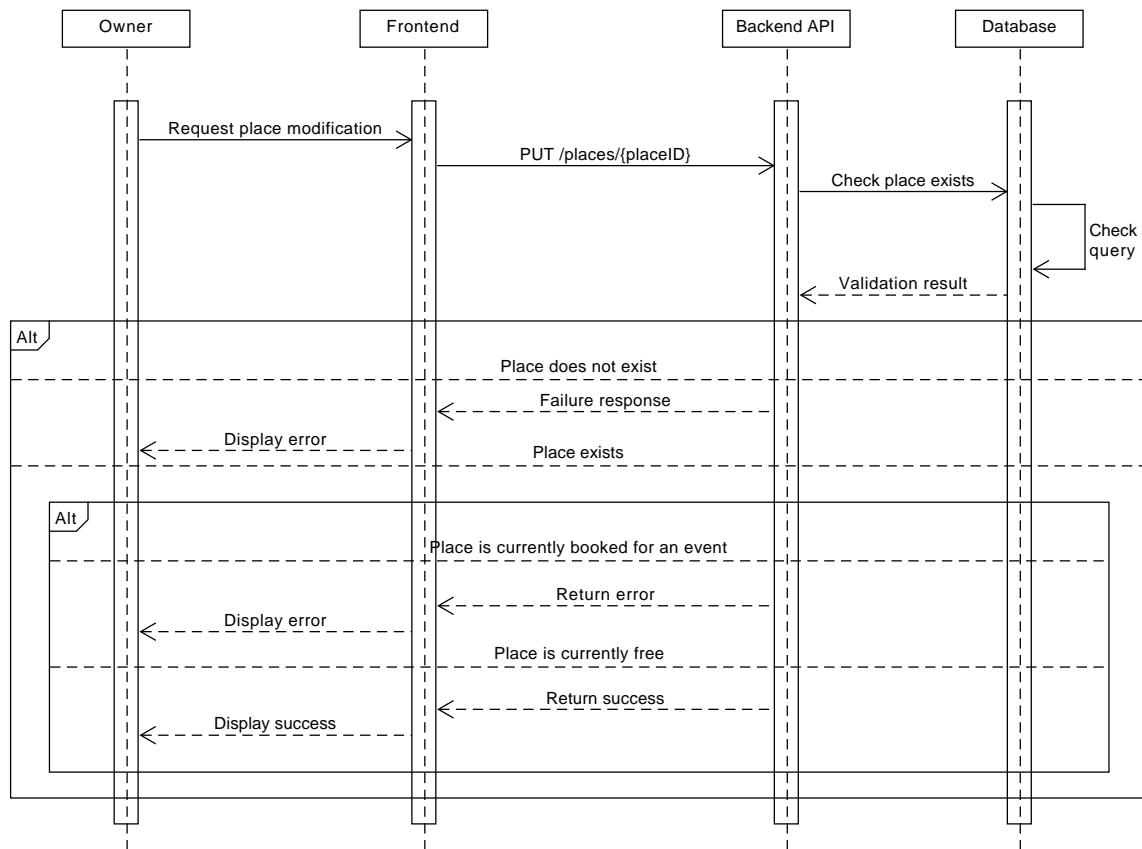 Owner
Frontend
Backend API
Database
Request place modification
PUT /places/{placeID}
Check place exists
Check
query
Validation result
Alt
Place does not exist
Failure response
Display error
Place exists
Alt
Place is currently booked for an event
Return error
Display error
Place is currently free
Return success
Display success